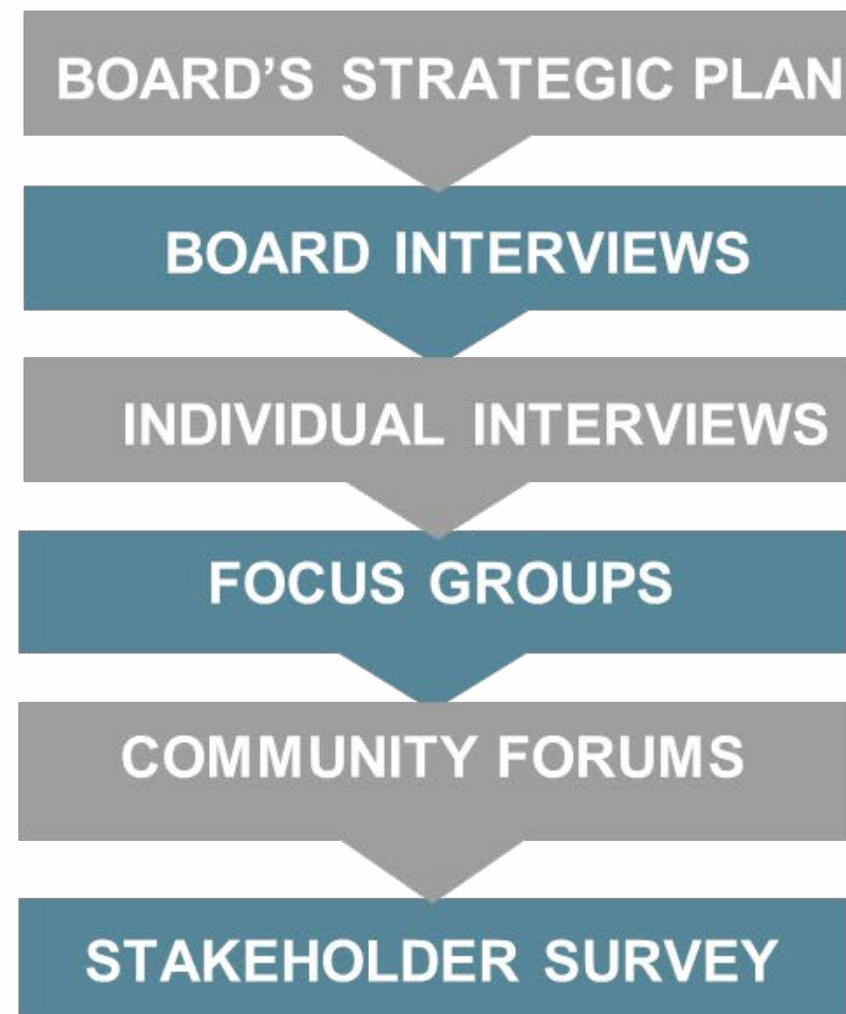 BOARD’S STRATEGIC PLAN
BOARD INTERVIEWS
INDIVIDUAL INTERVIEWS
FOCUS GROUPS
COMMUNITY FORUMS
STAKEHOLDER SURVEY